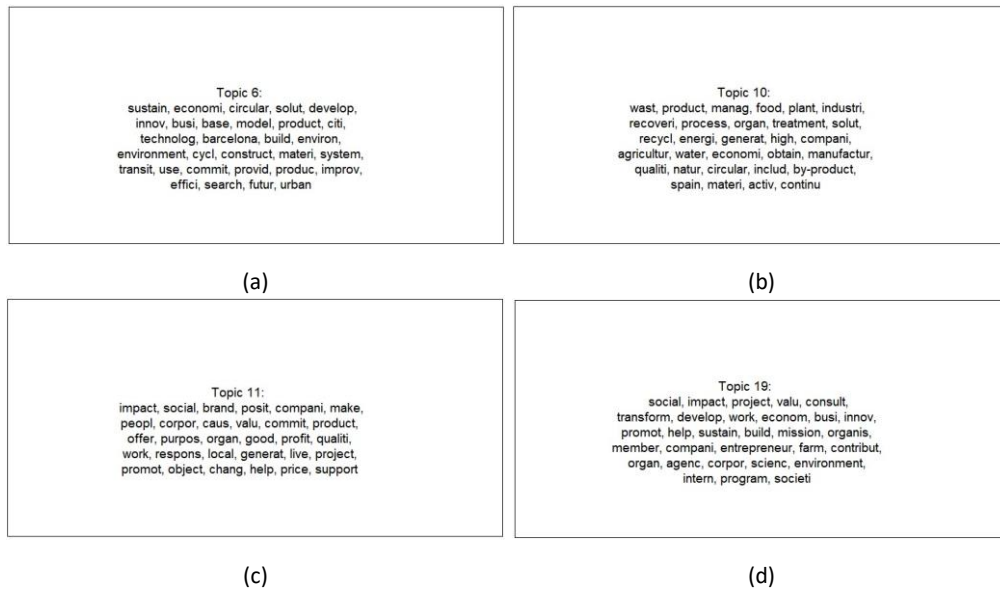 Topic 6:
sustain, economi, circular, solut, develop,
innov, busi, base, model, product, citi,
technolog, barcelona, build, environ,
environment, cycl, construct, materi, system,
transit, use, commit, provid, produc, improv,
effici, search, futur, urban
(a)
Topic 10:
wast, product, manag, food, plant, industri,
recoveri, process, organ, treatment, solut,
recycl, energi, generat, high, compani,
agricultur, water, economi, obtain, manufactur,
qualiti, natur, circular, includ, by-product,
spain, materi, activ, continu
(b)
Topic 11:
impact, social, brand, posit, compani, make,
peopl, corpor, caus, valu, commit, product,
offer, purpos, organ, good, profit, qualiti,
work, respons, local, generat, live, project,
promot, object, chang, help, price, support
(c)
Topic 19:
social, impact, project, valu, consult,
transform, develop, work, econom, busi, innov,
promot, help, sustain, build, mission, organis,
member, compani, entrepreneur, farm, contribut,
organ, agenc, corpor, scienc, environment,
intern, program, societi
(d)